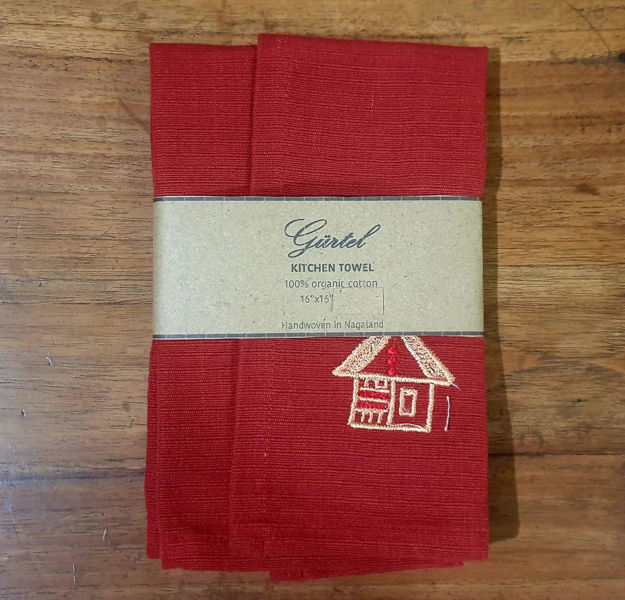 Gürtel
KITCHEN TOWEL
100% organic cotton
16"x16"
Handwoven in Nagaland